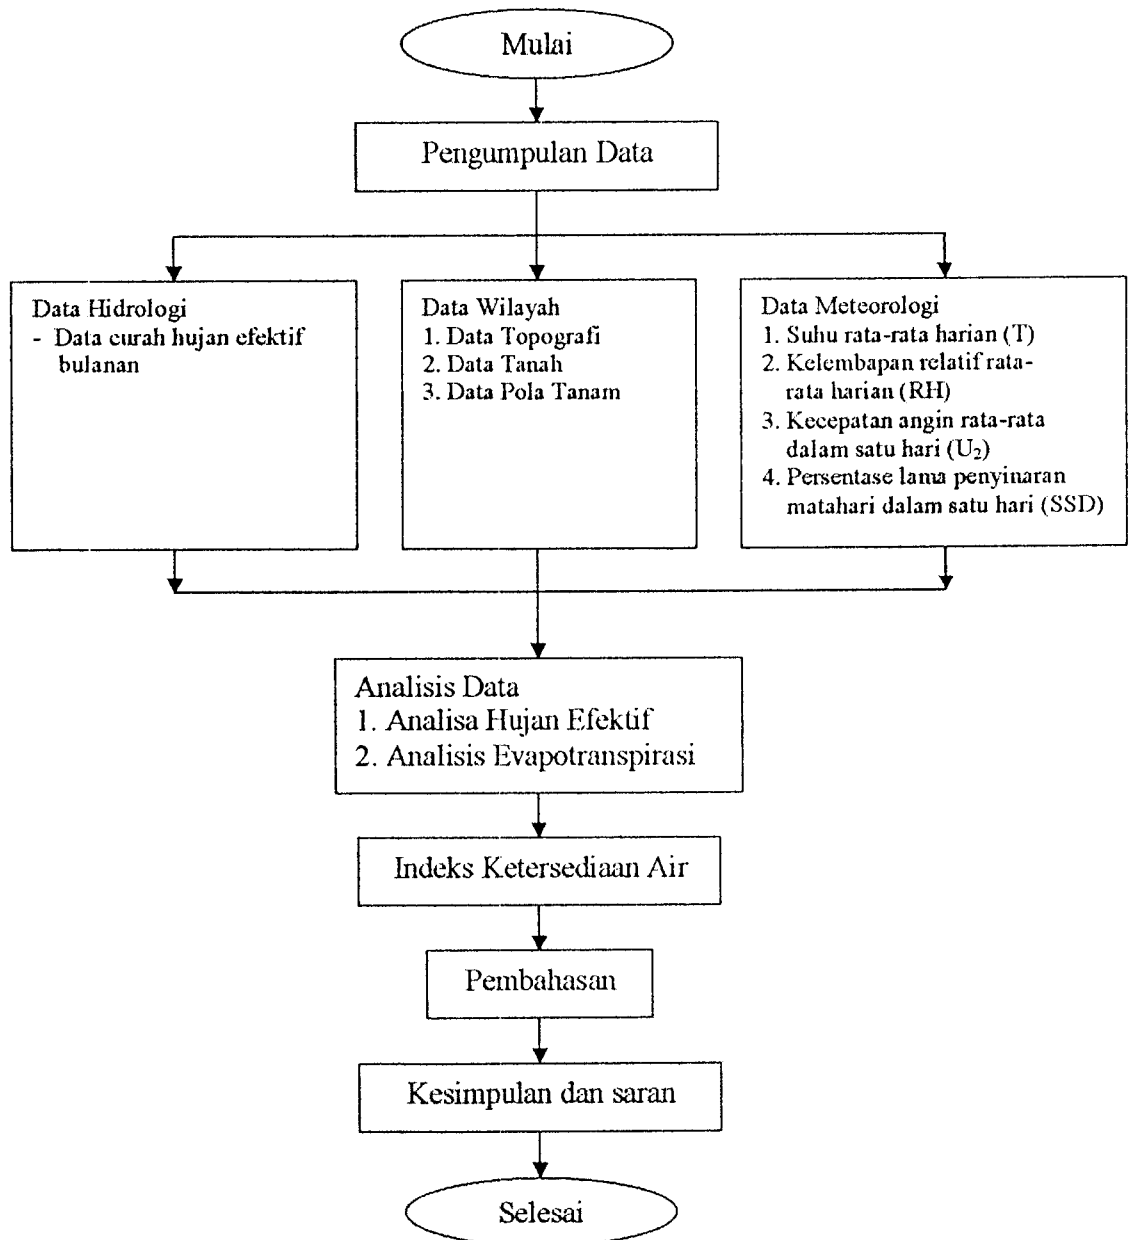 Mulai
Pengumpulan Data
Data Hidrologi
- Data curah hujan efektif
bulanan
Data Wilayah
1. Data Topografi
2. Data Tanah
3. Data Pola Tanam
Data Meteorologi
1. Suhu rata-rata harian (T)
2. Kelembapan relatif rata-
rata harian (RH)
3. Kecepatan angin rata-rata
dalam satu hari (U₂)
4. Persentase lama penyinaran
matahari dalam satu hari (SSD)
Analisis Data
1. Analisa Hujan Efektif
2. Analisis Evapotranspirasi
Indeks Ketersediaan Air
Pembahasan
Kesimpulan dan saran
Selesai